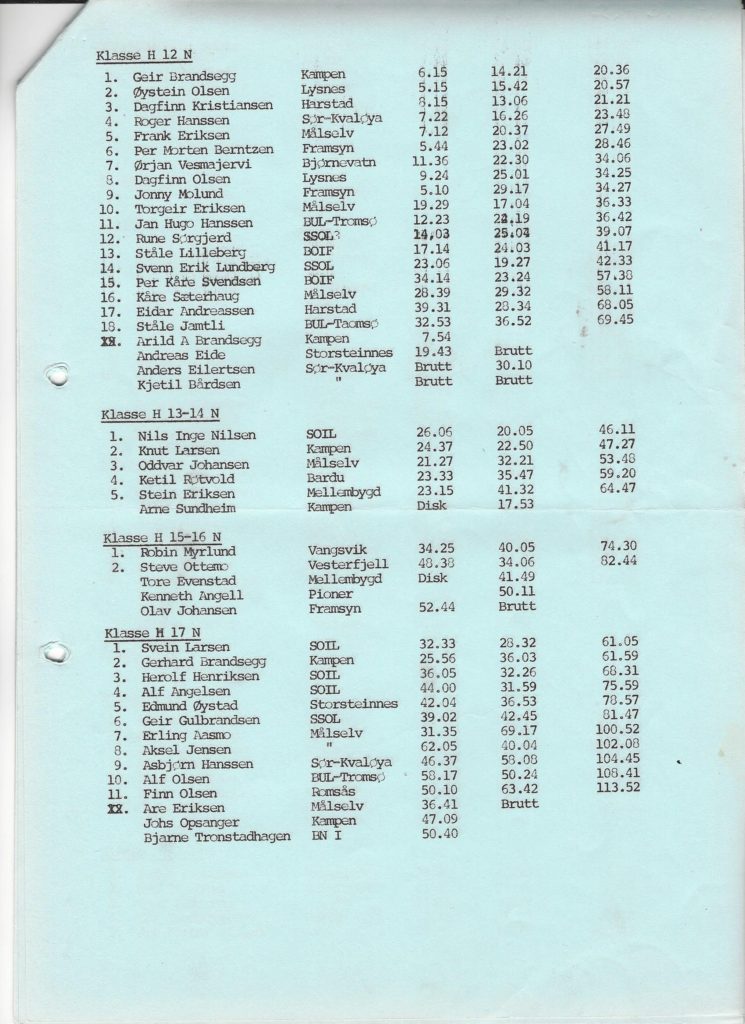 Klasse H 12 N
1. Geir Brandsegg Kampen 6.15 14.21 20.36
2. Øystein Olsen Lysnes 5.15 15.42 20.57
3. Dagfinn Kristiansen Harstad 8.15 13.06 21.21
4. Roger Hanssen Sør-Kvaløya 7.22 16.26 23.48
5. Frank Eriksen Målselv 7.12 20.37 27.49
6. Per Morten Berntzen Framsyn 5.44 23.02 28.46
7. Ørjan Vesmajervi Bjørnevatn 11.36 22.30 34.06
8. Dagfinn Olsen Lysnes 9.24 25.01 34.25
9. Jonny Molund Framsyn 5.10 29.17 34.27
10. Torgeir Eriksen Målselv 19.29 17.04 36.33
11. Jan Hugo Hanssen BUL-Tromsø 12.23 24.19 36.42
12. Rune Sørgjerd SSOL 14.03 25.04 39.07
13. Ståle Lilleberg BOIF 17.14 24.03 41.17
14. Svenn Erik Lundberg SSOL 23.06 19.27 42.33
15. Per Kåre Svendsen BOIF 34.14 23.24 57.38
16. Kåre Sæterhaug Målselv 28.39 29.32 58.11
17. Eidar Andreassen Harstad 39.31 28.34 68.05
18. Ståle Jamtli BUL-Taomsø 32.53 36.52 69.45
Arild A Brandsegg Kampen 7.54
Andreas Eide Storsteinnes 19.43 Brutt
Anders Eilertsen Sør-Kvaløya Brutt 30.10
Kjetil Bårdsen " Brutt Brutt
Klasse H 13-14 N
1. Nils Inge Nilsen SOIL 26.06 20.05 46.11
2. Knut Larsen Kampen 24.37 22.50 47.27
3. Oddvar Johansen Målselv 21.27 32.21 53.48
4. Ketil Røtvold Bardu 23.33 35.47 59.20
5. Stein Eriksen Mellembygd 23.15 41.32 64.47
Arne Sundheim Kampen Disk 17.53
Klasse H 15-16 N
1. Robin Myrlund Vangsvik 34.25 40.05 74.30
2. Steve Ottemo Vesterfjell 48.38 34.06 82.44
Tore Evenstad Mellembygd Disk 41.49
Kenneth Angell Pioner 50.11
Olav Johansen Framsyn 52.44 Brutt
Klasse H 17 N
1. Svein Larsen SOIL 32.33 28.32 61.05
2. Gerhard Brandsegg Kampen 25.56 36.03 61.59
3. Herolf Henriksen SOIL 36.05 32.26 68.31
4. Alf Angelsen SOIL 44.00 31.59 75.59
5. Edmund Øystad Storsteinnes 42.04 36.53 78.57
6. Geir Gulbrandsen SSOL 39.02 42.45 81.47
7. Erling Aasmo Målselv 31.35 69.17 100.52
8. Aksel Jensen " 62.05 40.04 102.08
9. Asbjørn Hanssen Sør-Kvaløya 46.37 58.08 104.45
10. Alf Olsen BUL-Tromsø 58.17 50.24 108.41
11. Finn Olsen Romsås 50.10 63.42 113.52
Are Eriksen Målselv 36.41 Brutt
Johs Opsanger Kampen 47.09
Bjarne Tronstadhagen BN I 50.40